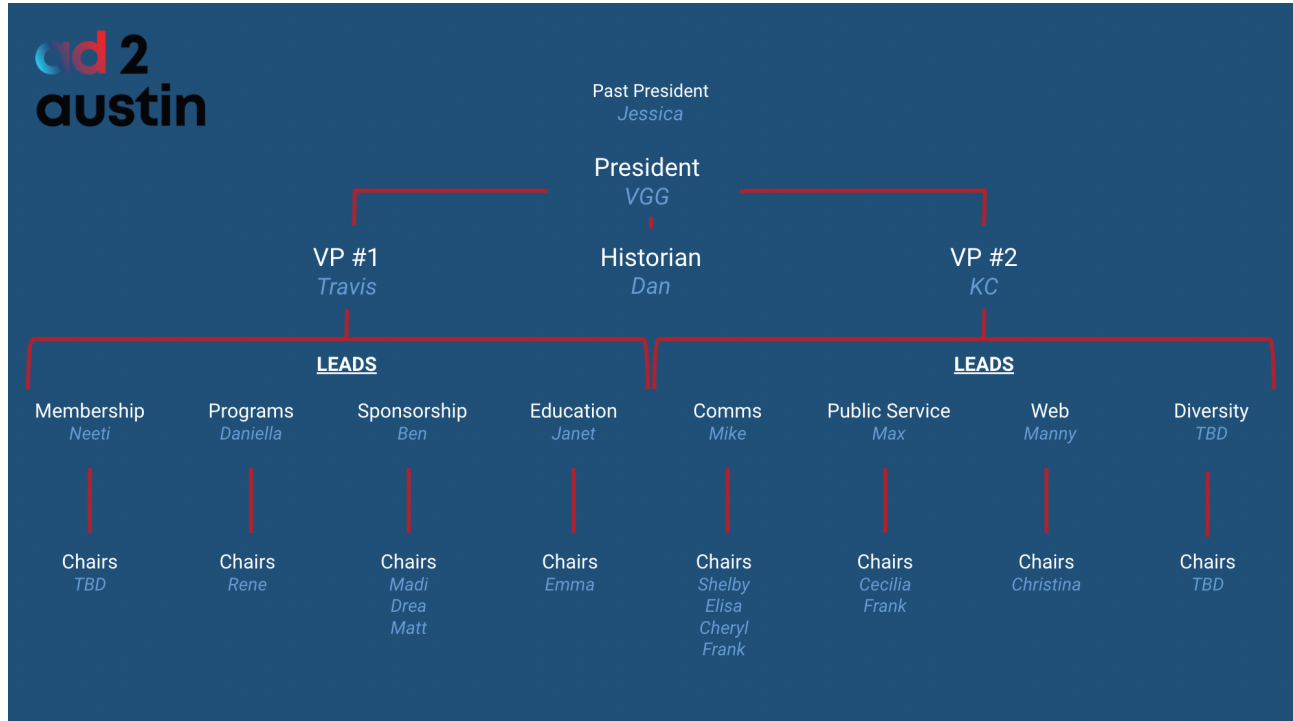 ad 2
austin
Past President
Jessica
President
VGG
VP #1
Travis
Historian
Dan
VP #2
KC
LEADS
LEADS
Membership
Neeti
Programs
Daniella
Sponsorship
Ben
Education
Janet
Comms
Mike
Public Service
Max
Web
Manny
Diversity
TBD
Chairs
TBD
Chairs
Rene
Chairs
Madi
Drea
Matt
Chairs
Emma
Chairs
Shelby
Elisa
Cheryl
Frank
Chairs
Cecilia
Frank
Chairs
Christina
Chairs
TBD